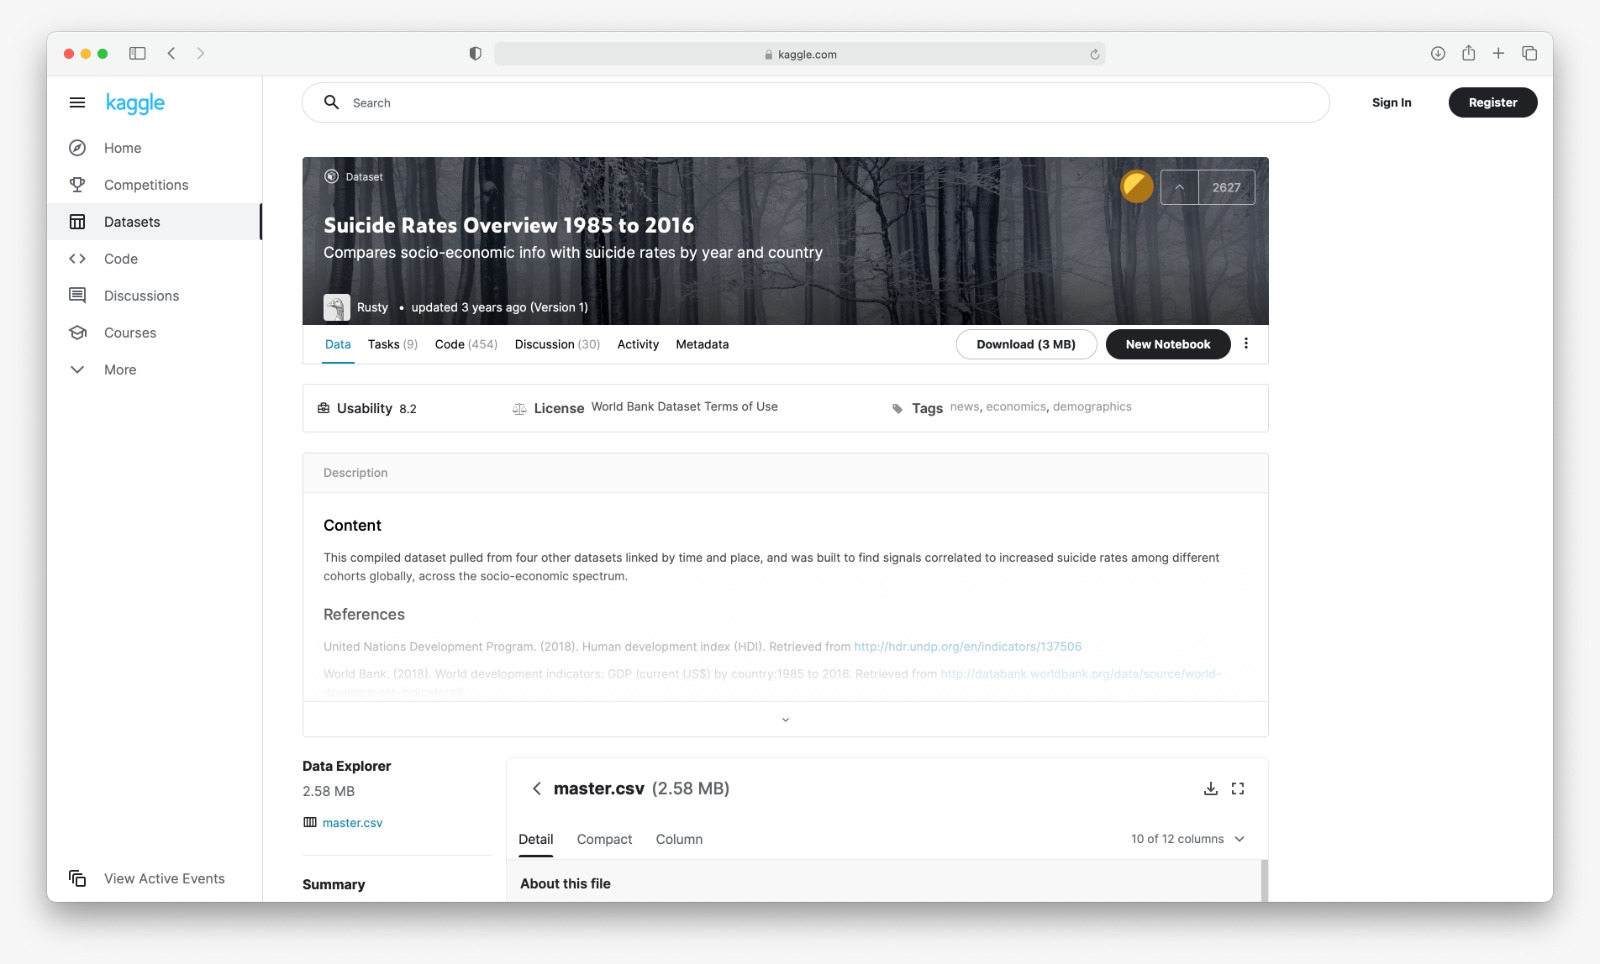 kaggle.com
kaggle
Search
Sign In
Register
Home
Competitions
Datasets
Code
Discussions
Courses
More
View Active Events
Dataset
2627
Suicide Rates Overview 1985 to 2016
Compares socio-economic info with suicide rates by year and country
Rusty • updated 3 years ago (Version 1)
Data Tasks (9) Code (454) Discussion (30) Activity Metadata Download (3 MB) New Notebook
Usability 8.2 License World Bank Dataset Terms of Use Tags news, economics, demographics
Description
Content
This compiled dataset pulled from four other datasets linked by time and place, and was built to find signals correlated to increased suicide rates among different
cohorts globally, across the socio-economic spectrum.
References
United Nations Development Program. (2018). Human development index (HDI). Retrieved from http://hdr.undp.org/en/indicators/137506
World Bank. (2018). World development indicators: GDP (current US$) by country:1985 to 2016. Retrieved from http://databank.worldbank.org/data/source/world-
development-indicators#
Data Explorer
2.58 MB
master.csv
Summary
master.csv (2.58 MB)
Detail Compact Column 10 of 12 columns
About this file